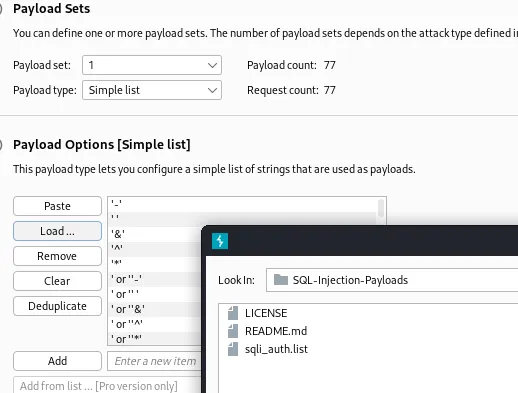 Payload Sets
You can define one or more payload sets. The number of payload sets depends on the attack type defined
Payload set: 1 Payload count: 77
Payload type: Simple list Request count: 77
Payload Options [Simple list]
This payload type lets you configure a simple list of strings that are used as payloads.
Paste
Load ...
Remove
Clear
Deduplicate
'-'
' '
'&'
'^'
'*'
' or ''-'
' or '' '
' or ''&'
' or ''^'
' or ''*'
Add Enter a new item
Add from list ... [Pro version only]
Look In: SQL-Injection-Payloads
LICENSE
README.md
sqli_auth.list